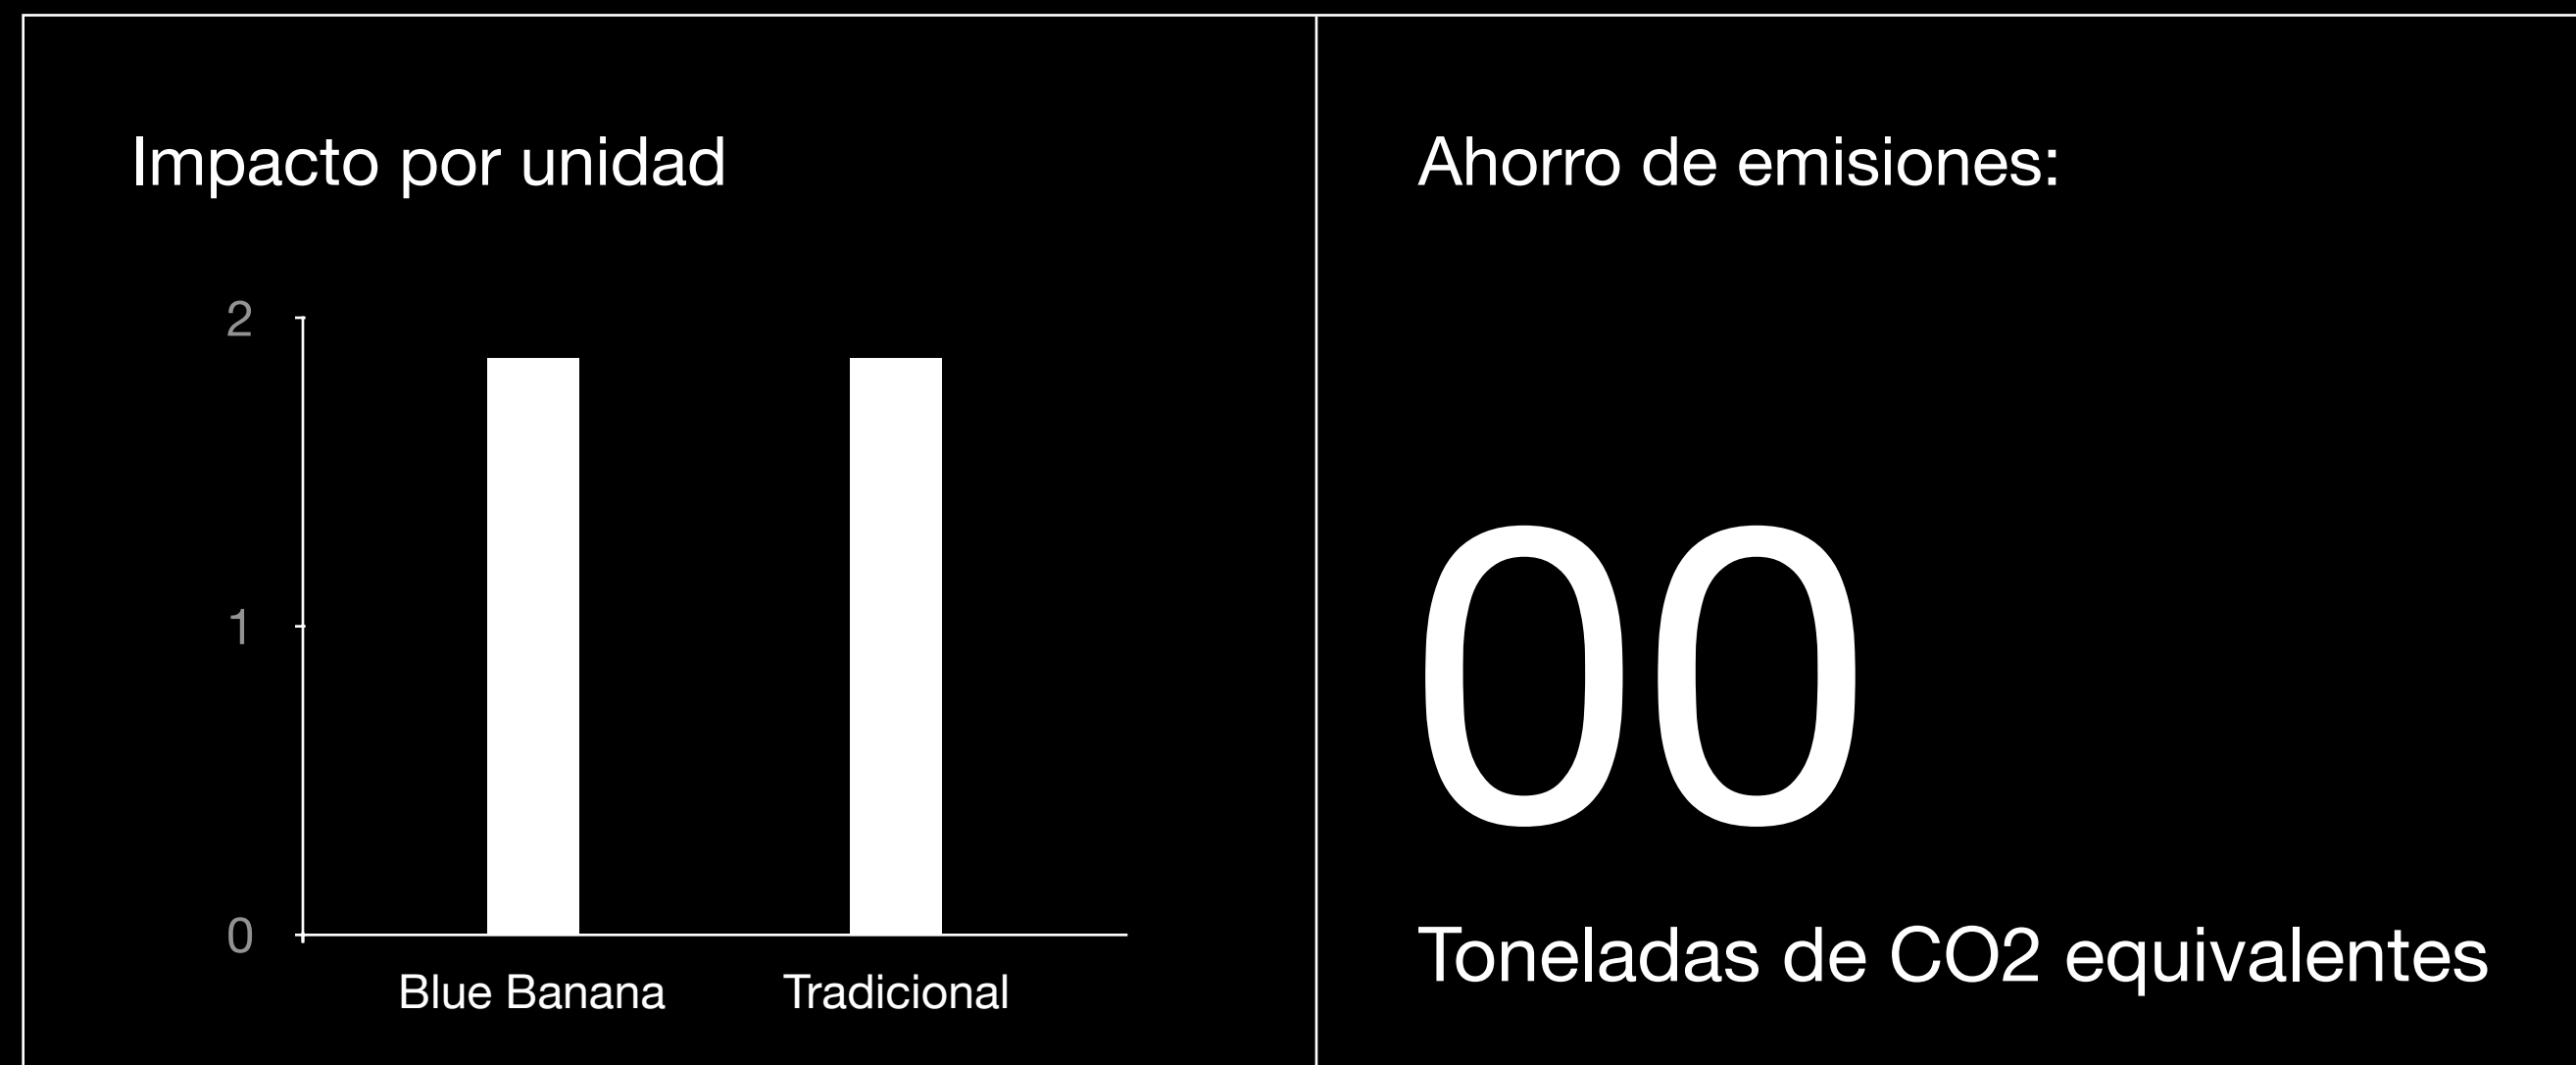 Impacto por unidad
2
1
0
Blue Banana
Tradicional
Ahorro de emisiones:
00
Toneladas de CO2 equivalentes